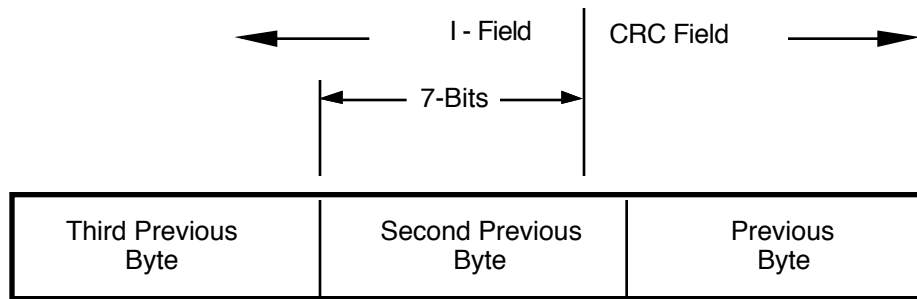 I - Field CRC Field
7-Bits
Third Previous Byte
Second Previous Byte
Previous Byte